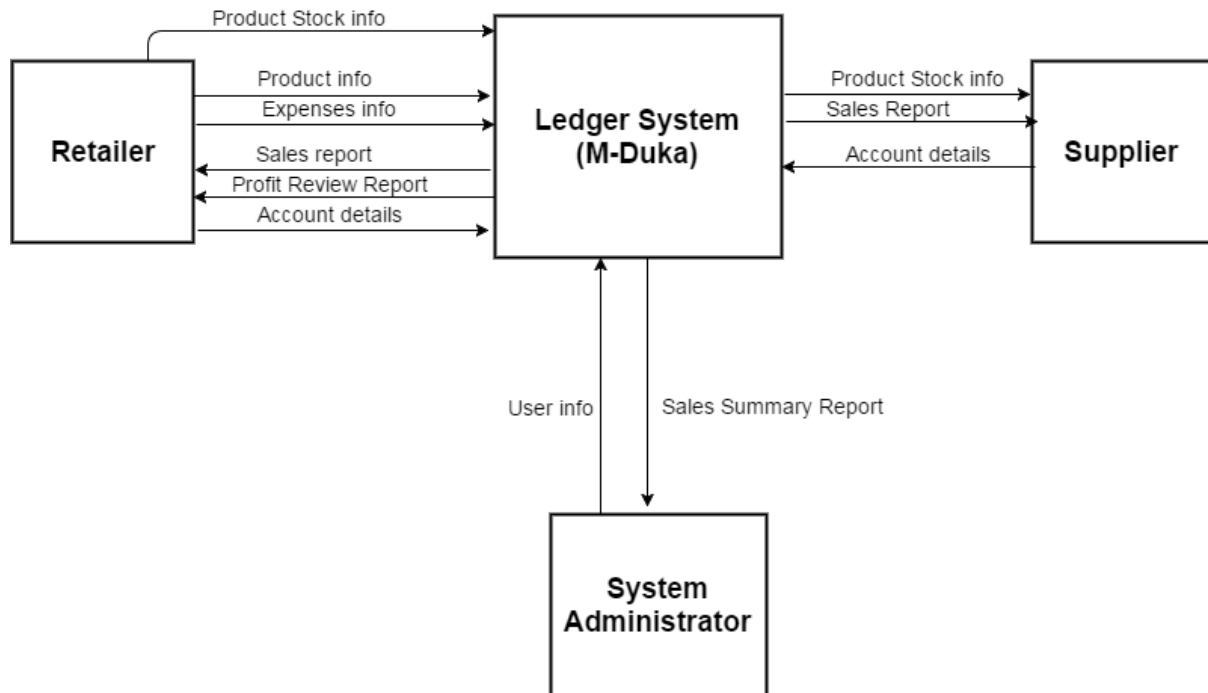 Product Stock info
Product info
Expenses info
Retailer
Sales report
Profit Review Report
Account details
Ledger System
(M-Duka)
Product Stock info
Sales Report
Account details
Supplier
User info
Sales Summary Report
System
Administrator